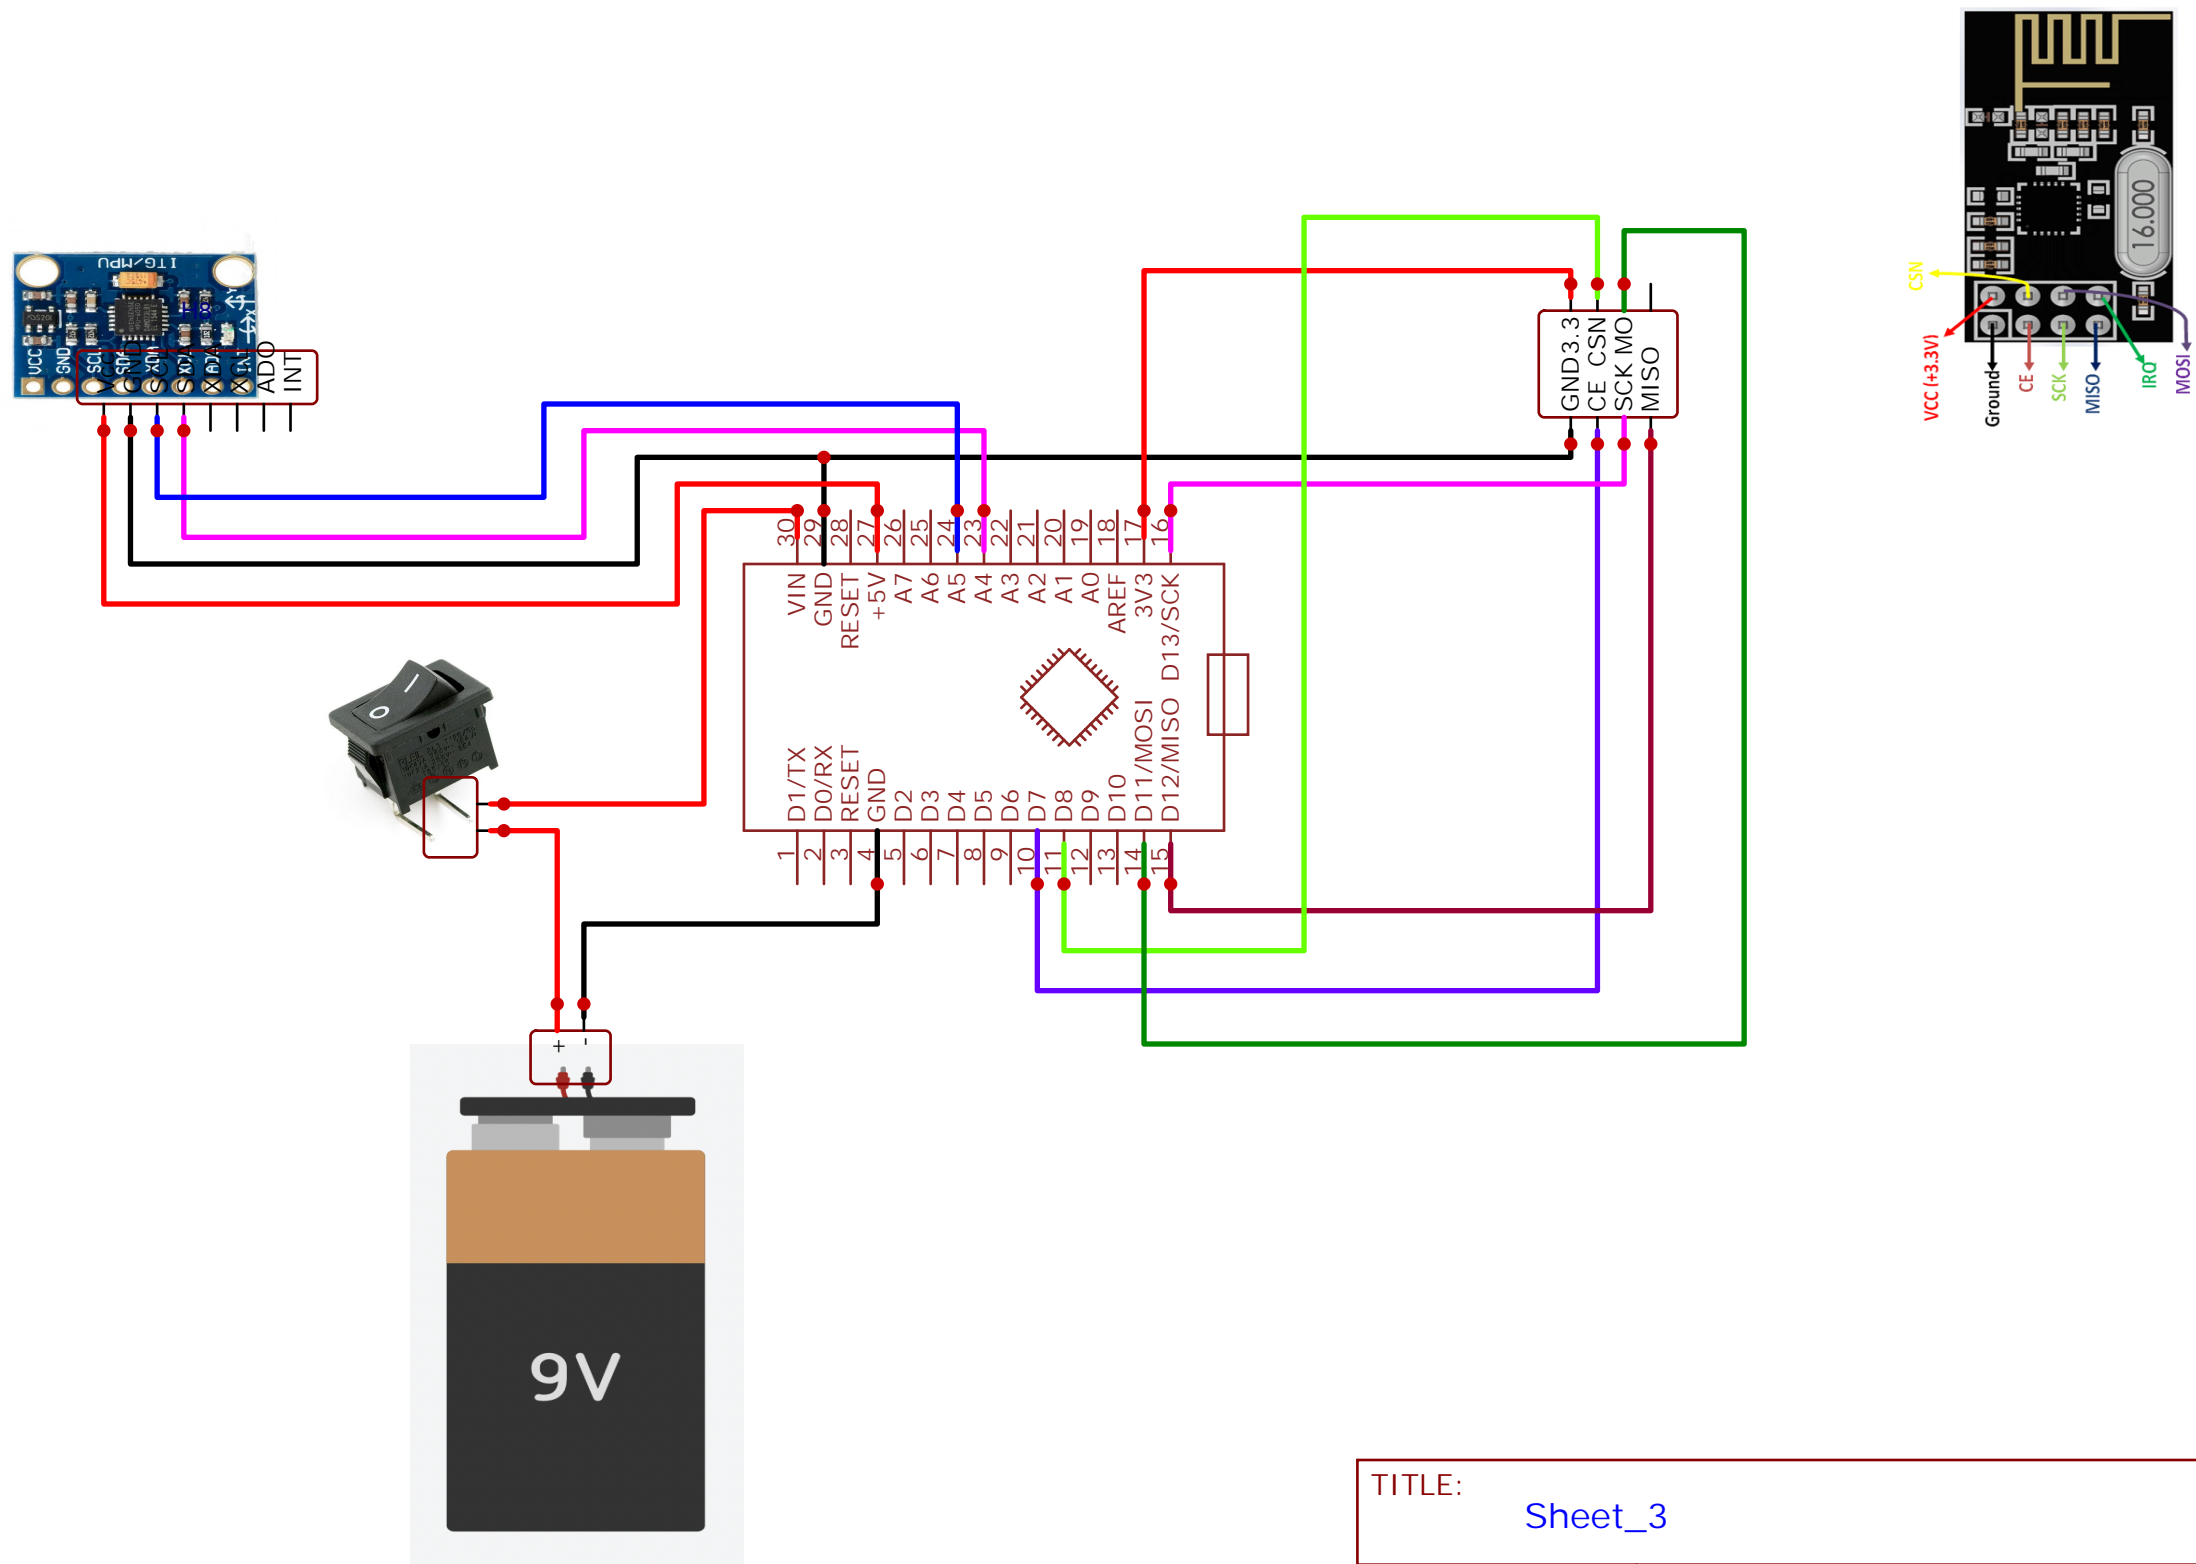 16.000
CSN
VCC (+3.3V)
Ground
CE
SCK
MISO
IRQ
MOSI
ITG/MPU
H8
VCC
GND
SCL
SDA
XDA
VCC
GND
SCL
SDA
XDA
XCL
ADO
INT
GND 3.3
CE CSN
SCK MO
MISO
30 29 28 27 26 25 24 23 22 21 20 19 18 17 16
VIN
GND
RESET
+5V
A7
A6
A5
A4
A3
A2
A1
A0
AREF
3V3
D13/SCK
D1/TX
D0/RX
RESET
GND
D2
D3
D4
D5
D6
D7
D8
D9
D10
D11/MOSI
D12/MISO
1 2 3 4 5 6 7 8 9 10 11 12 13 14 15
— O
+ -
9V
TITLE:
Sheet_3